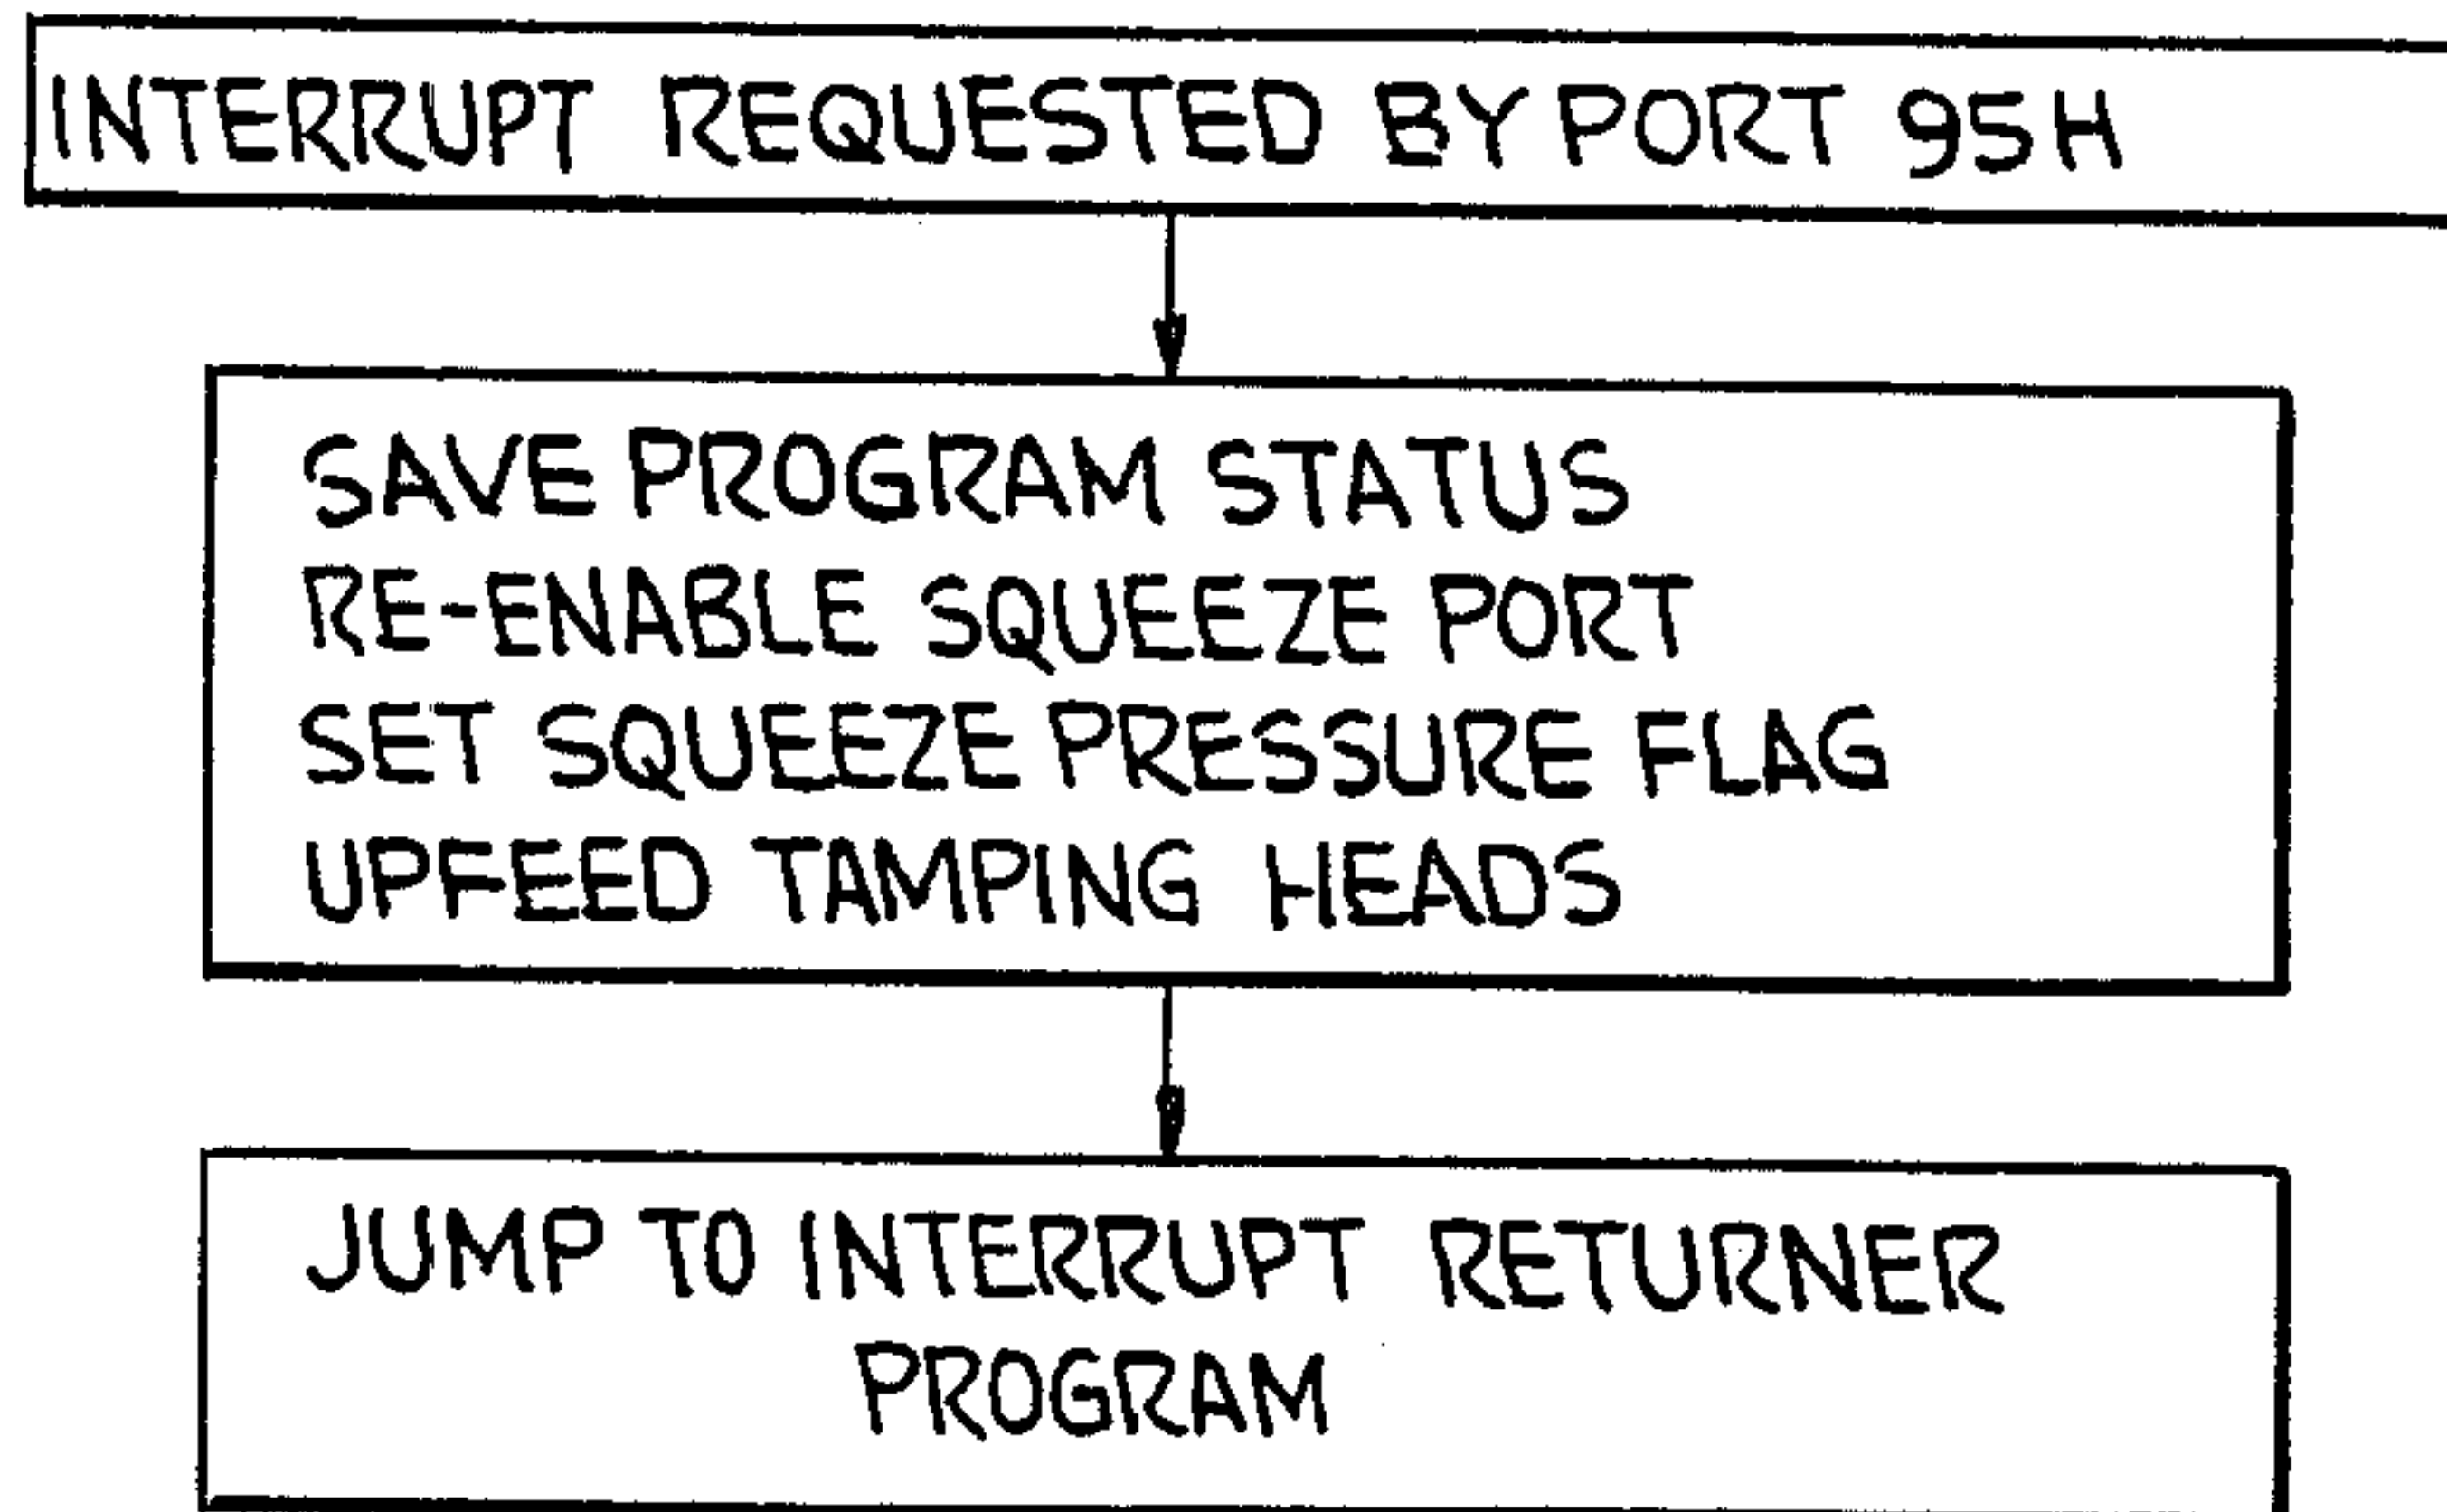 INTERRUPT REQUESTED BY PORT 95H
SAVE PROGRAM STATUS
RE-ENABLE SQUEEZE PORT
SET SQUEEZE PRESSURE FLAG
UPFEED TAMPING HEADS
JUMP TO INTERRUPT RETURNER
PROGRAM